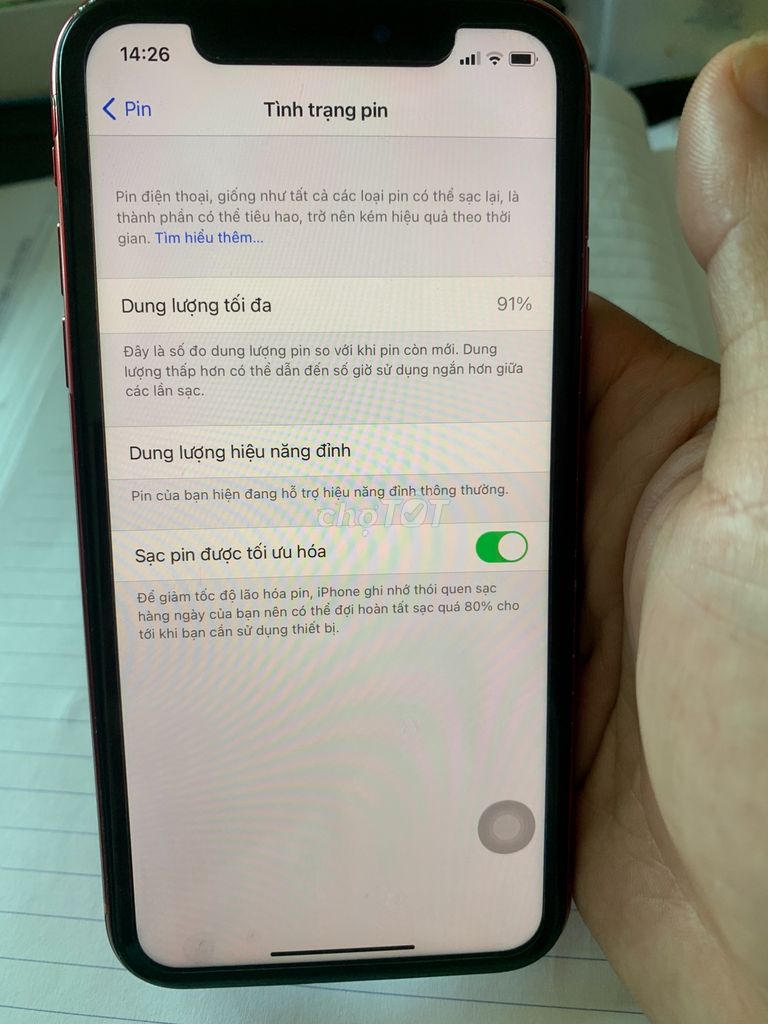 14:26
Pin
Tình trạng pin
Pin điện thoại, giống như tất cả các loại pin có thể sạc lại, là
thành phần có thể tiêu hao, trở nên kém hiệu quả theo thời
gian. Tìm hiểu thêm...
Dung lượng tối đa 91%
Đây là số đo dung lượng pin so với khi pin còn mới. Dung
lượng thấp hơn có thể dẫn đến số giờ sử dụng ngắn hơn giữa
các lần sạc.
Dung lượng hiệu năng đỉnh
Pin của bạn hiện đang hỗ trợ hiệu năng đỉnh thông thường.
choTỐT
Sạc pin được tối ưu hóa
Để giảm tốc độ lão hóa pin, iPhone ghi nhớ thói quen sạc
hàng ngày của bạn nên có thể đợi hoàn tất sạc quá 80% cho
tới khi bạn cần sử dụng thiết bị.